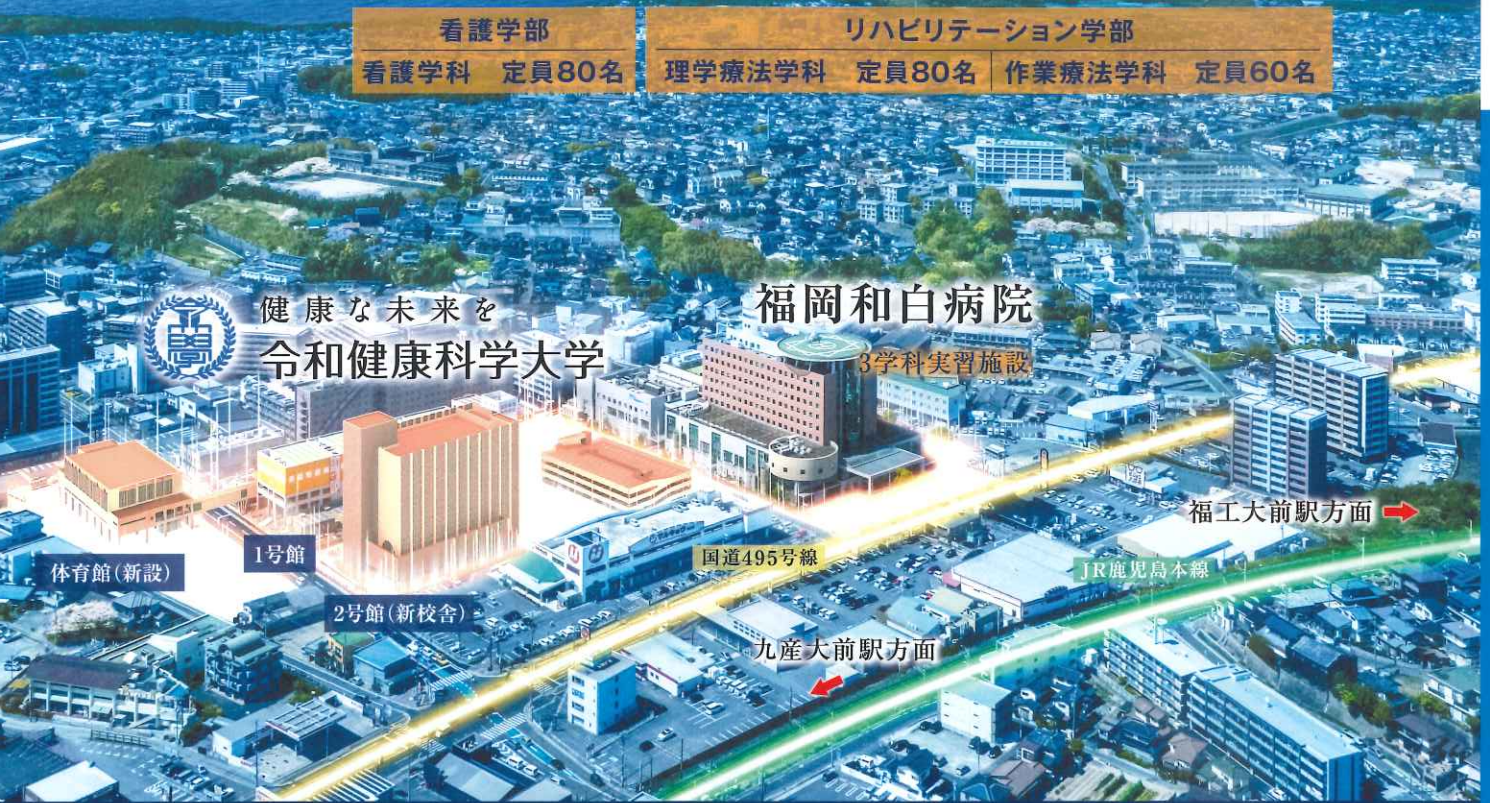 看護学部
看護学科 定員80名
リハビリテーション学部
理学療法学科 定員80名 作業療法学科 定員60名
健康な未来を
令和健康科学大学
福岡和白病院
3学科実習施設
福工大前駅方面
国道495号線
JR鹿児島本線
1号館
体育館(新設)
2号館(新校舎)
九産大前駅方面